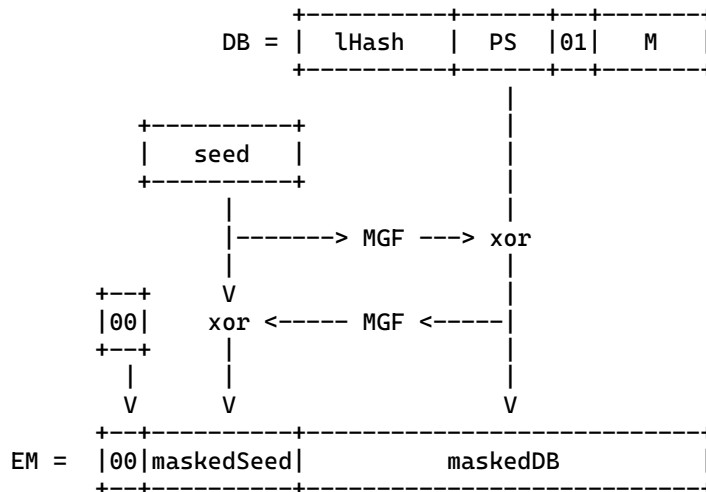 DB = | lHash | PS |01| M |
| seed |
|-------> MGF ---> xor
|00| xor <----- MGF <-----|
V
V V V
EM = |00|maskedSeed| maskedDB |